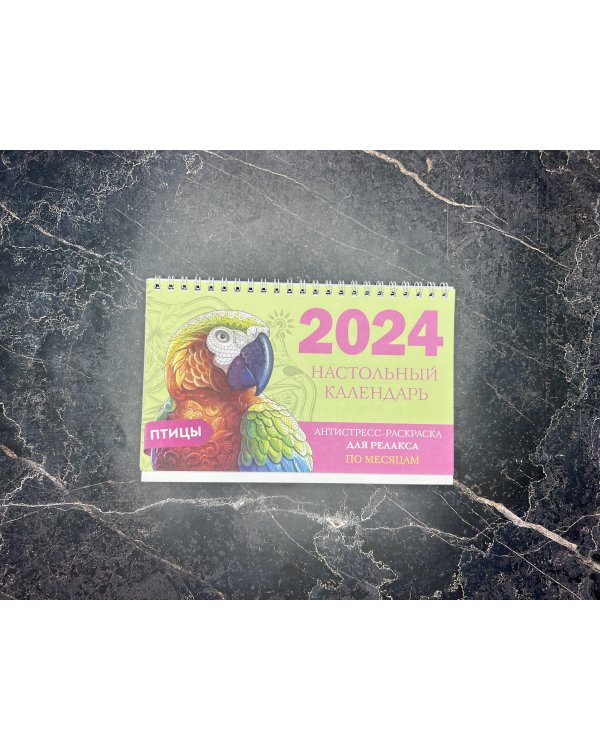 2024
НАСТОЛЬНЫЙ
КАЛЕНДАРЬ
ПТИЦЫ
АНТИСТРЕСС-РАСКРАСКА
ДЛЯ РЕЛАКСА
ПО МЕСЯЦАМ